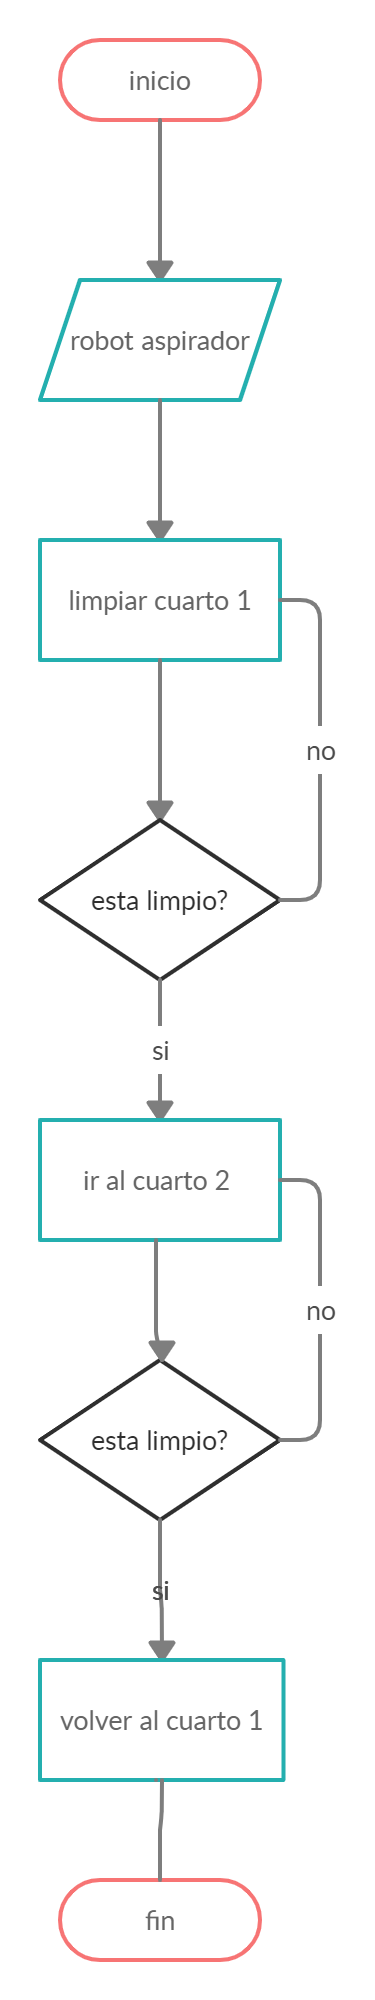 inicio
robot aspirador
limpiar cuarto 1
no
esta limpio?
si
ir al cuarto 2
no
esta limpio?
si
volver al cuarto 1
fin